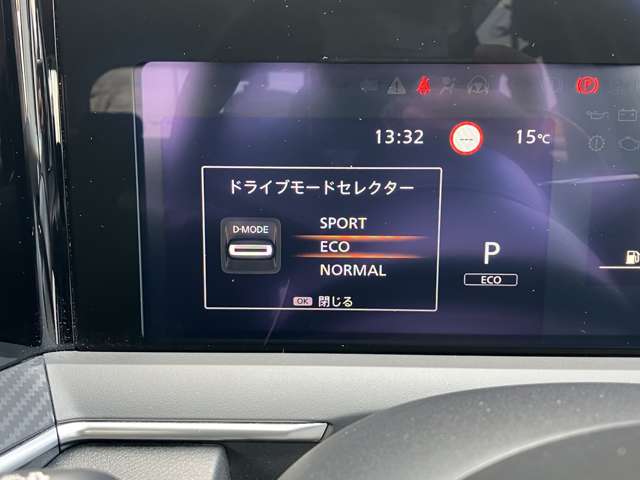 13:32 --- 15℃
ドライブモードセレクター
D-MODE
SPORT
ECO
NORMAL
OK 閉じる
P
ECO